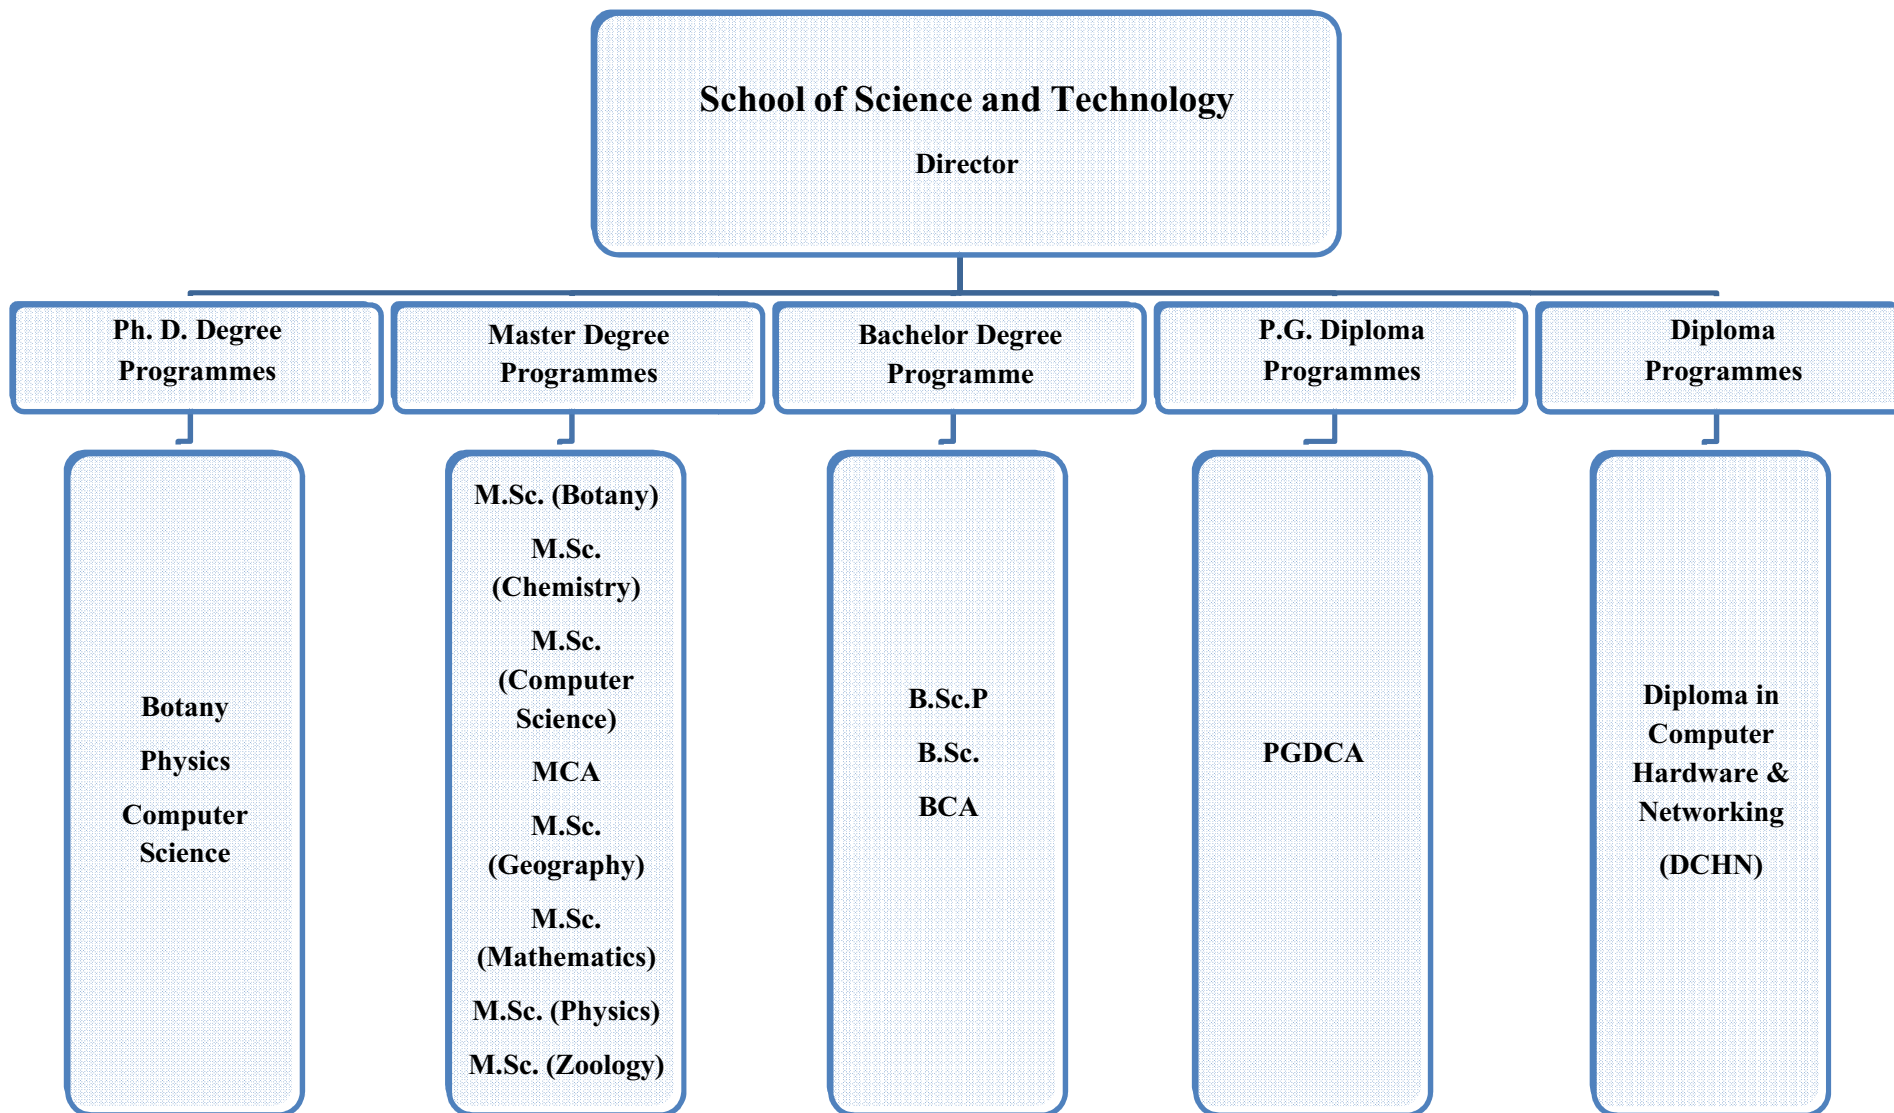 School of Science and Technology
Director
Ph. D. Degree
Programmes
Master Degree
Programmes
Bachelor Degree
Programme
P.G. Diploma
Programmes
Diploma
Programmes
Botany
Physics
Computer
Science
M.Sc. (Botany)
M.Sc.
(Chemistry)
M.Sc.
(Computer
Science)
MCA
M.Sc.
(Geography)
M.Sc.
(Mathematics)
M.Sc. (Physics)
M.Sc. (Zoology)
B.Sc.P
B.Sc.
BCA
PGDCA
Diploma in
Computer
Hardware &
Networking
(DCHN)